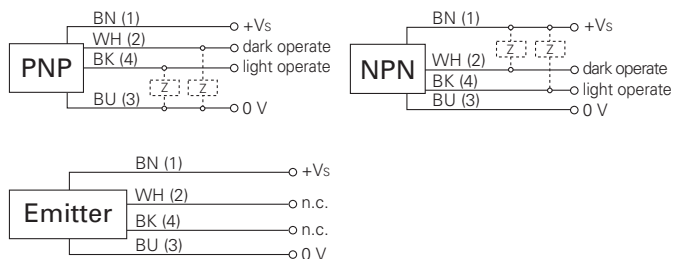 BN (1) +Vs
WH (2) dark operate
PNP BK (4) light operate
Z Z
BU (3) 0 V
BN (1) +Vs
Z Z
NPN WH (2) dark operate
BK (4) light operate
BU (3) 0 V
BN (1) +Vs
WH (2) n.c.
Emitter
BK (4) n.c.
BU (3) 0 V